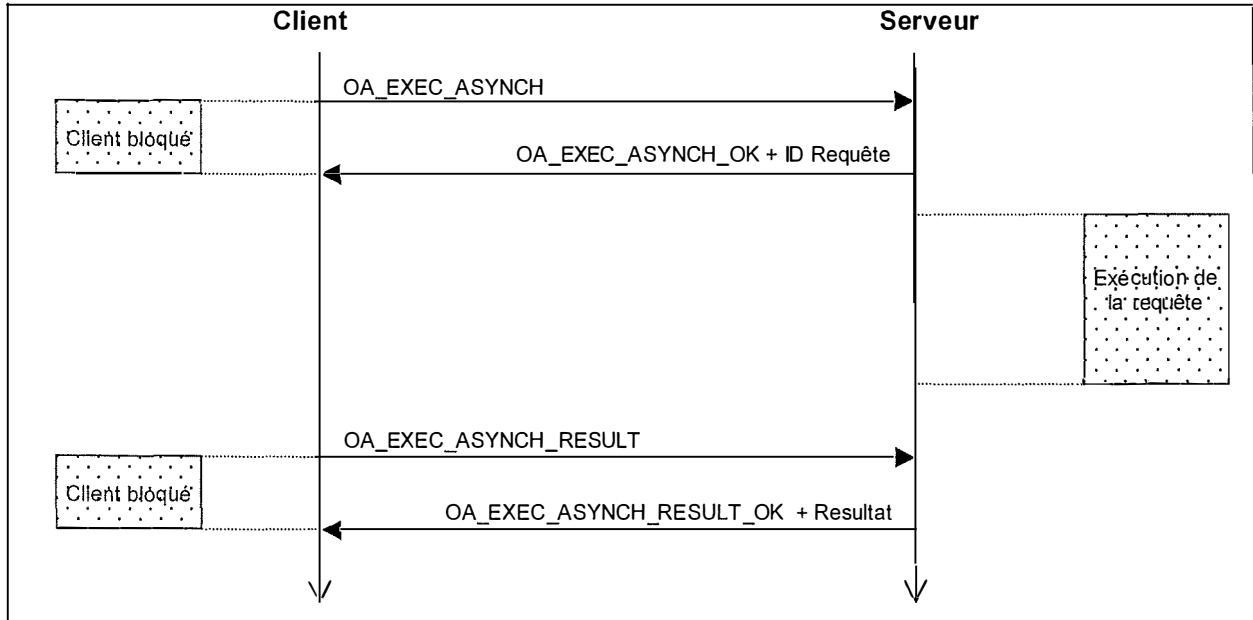 Client
Serveur
OA_EXEC_ASYNCH
Client bloqué
OA_EXEC_ASYNCH_OK + ID Requête
Exécution de
la requête
OA_EXEC_ASYNCH_RESULT
Client bloqué
OA_EXEC_ASYNCH_RESULT_OK + Resultat